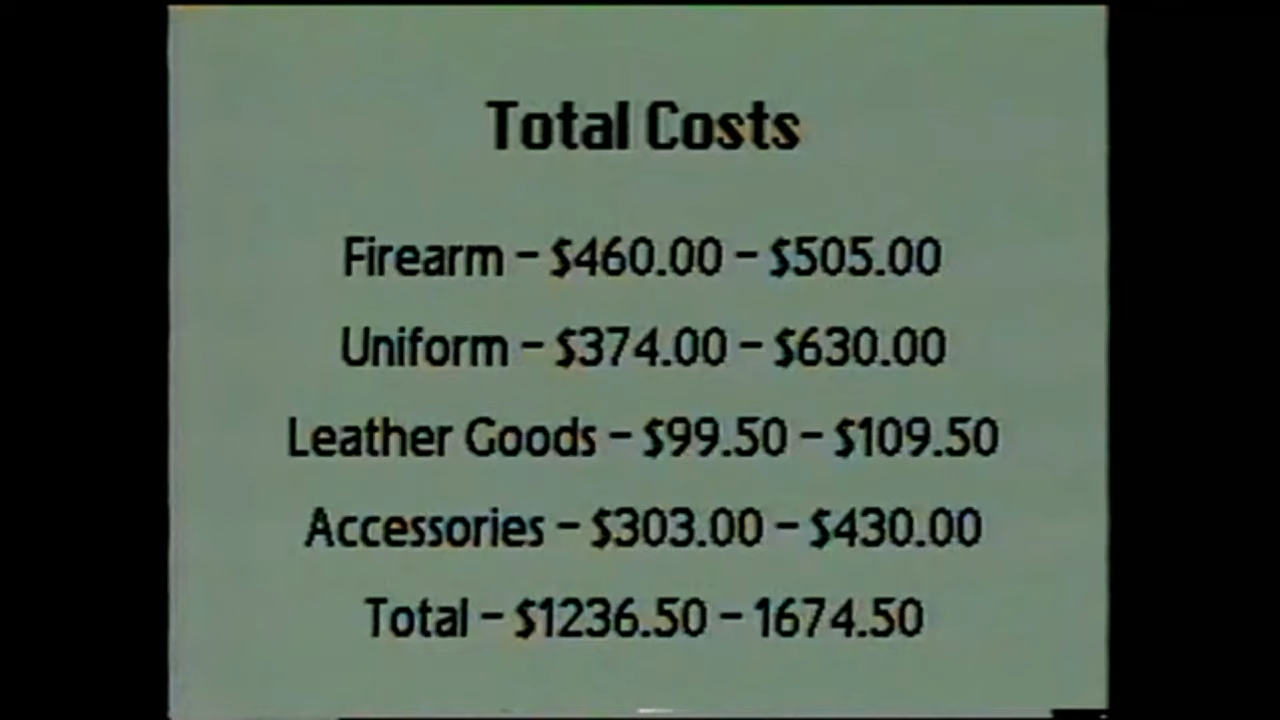 Total Costs
Firearm – $460.00 – $505.00
Uniform – $374.00 – $630.00
Leather Goods – $99.50 – $109.50
Accessories – $303.00 – $430.00
Total – $1236.50 – 1674.50